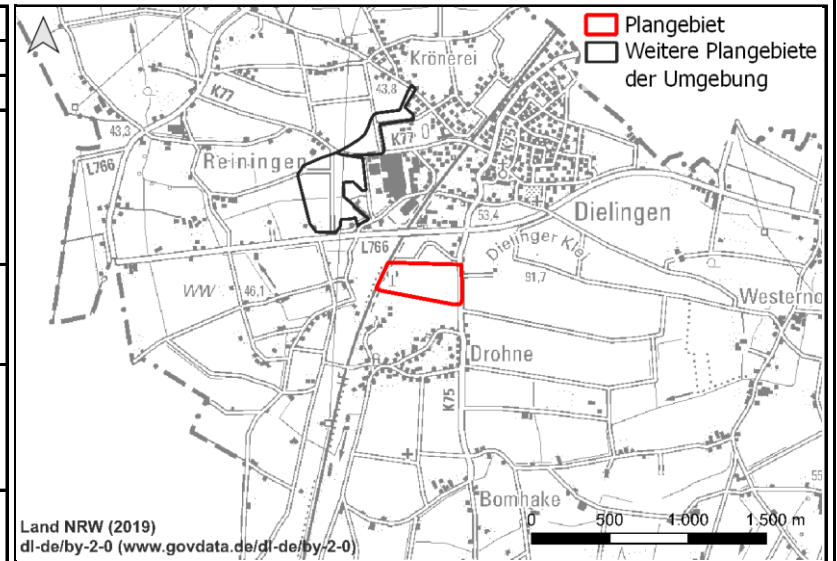 Plangebiet
Weitere Plangebiete
der Umgebung
Krönerei
43,8
K77
43,3
K77
K75
Reiningen
L766
53,4
Dielingen
L766
Dielinger Klei
91,7
WW
46,1
Westerno
Drohne
K75
Bomhake
55
Land NRW (2019)
dl-de/by-2-0 (www.govdata.de/dl-de/by-2-0)
0 500 1.000 1.500 m